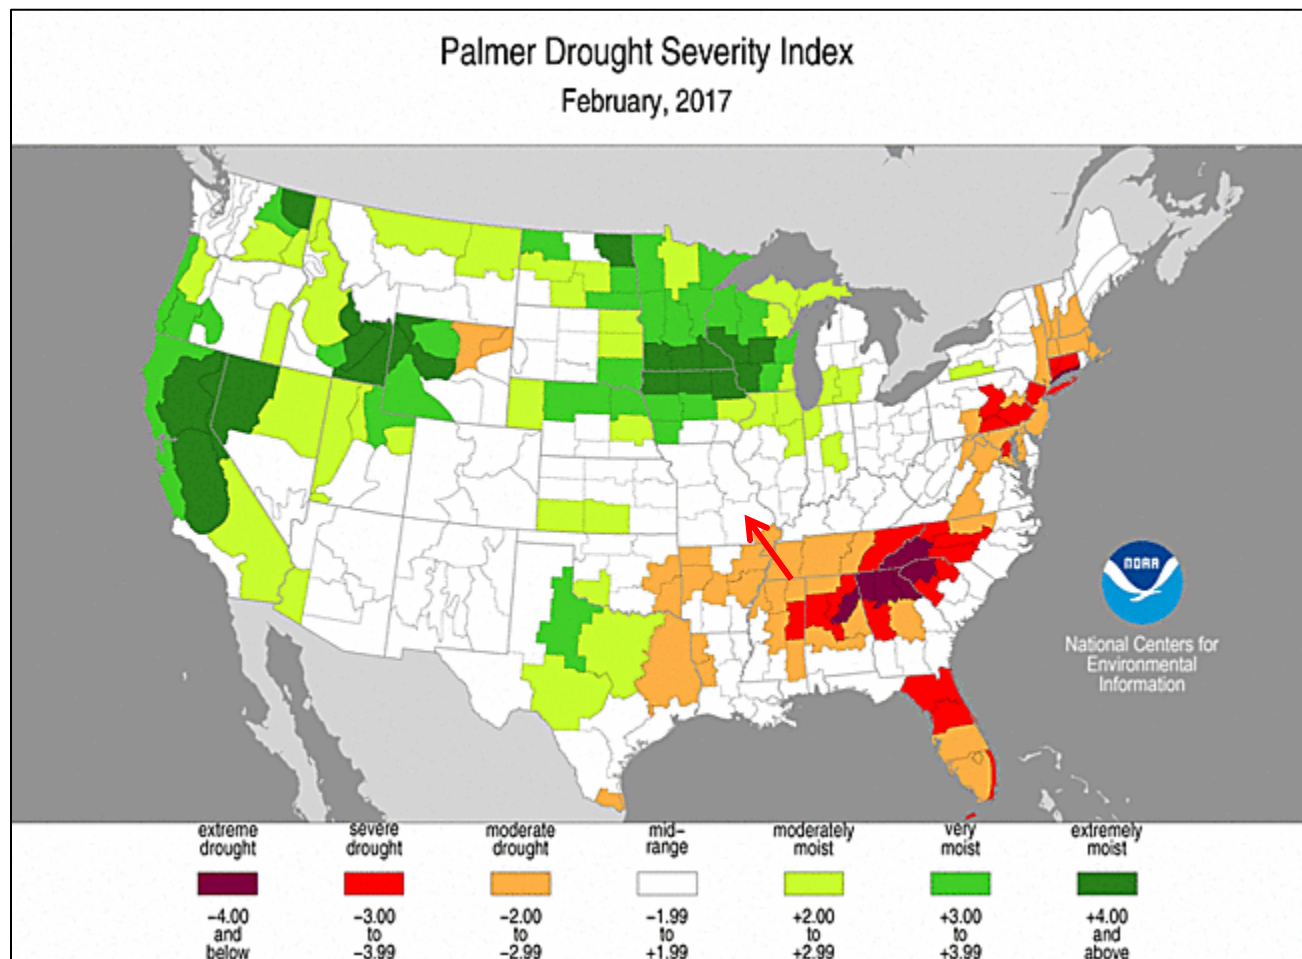 Palmer Drought Severity Index
February, 2017
NOAA
National Centers for
Environmental
Information
extreme
drought
severe
drought
moderate
drought
mid–
range
moderately
moist
very
moist
extremely
moist
−4.00
and
below
−3.00
to
−3.99
−2.00
to
−2.99
−1.99
to
+1.99
+2.00
to
+2.99
+3.00
to
+3.99
+4.00
and
above